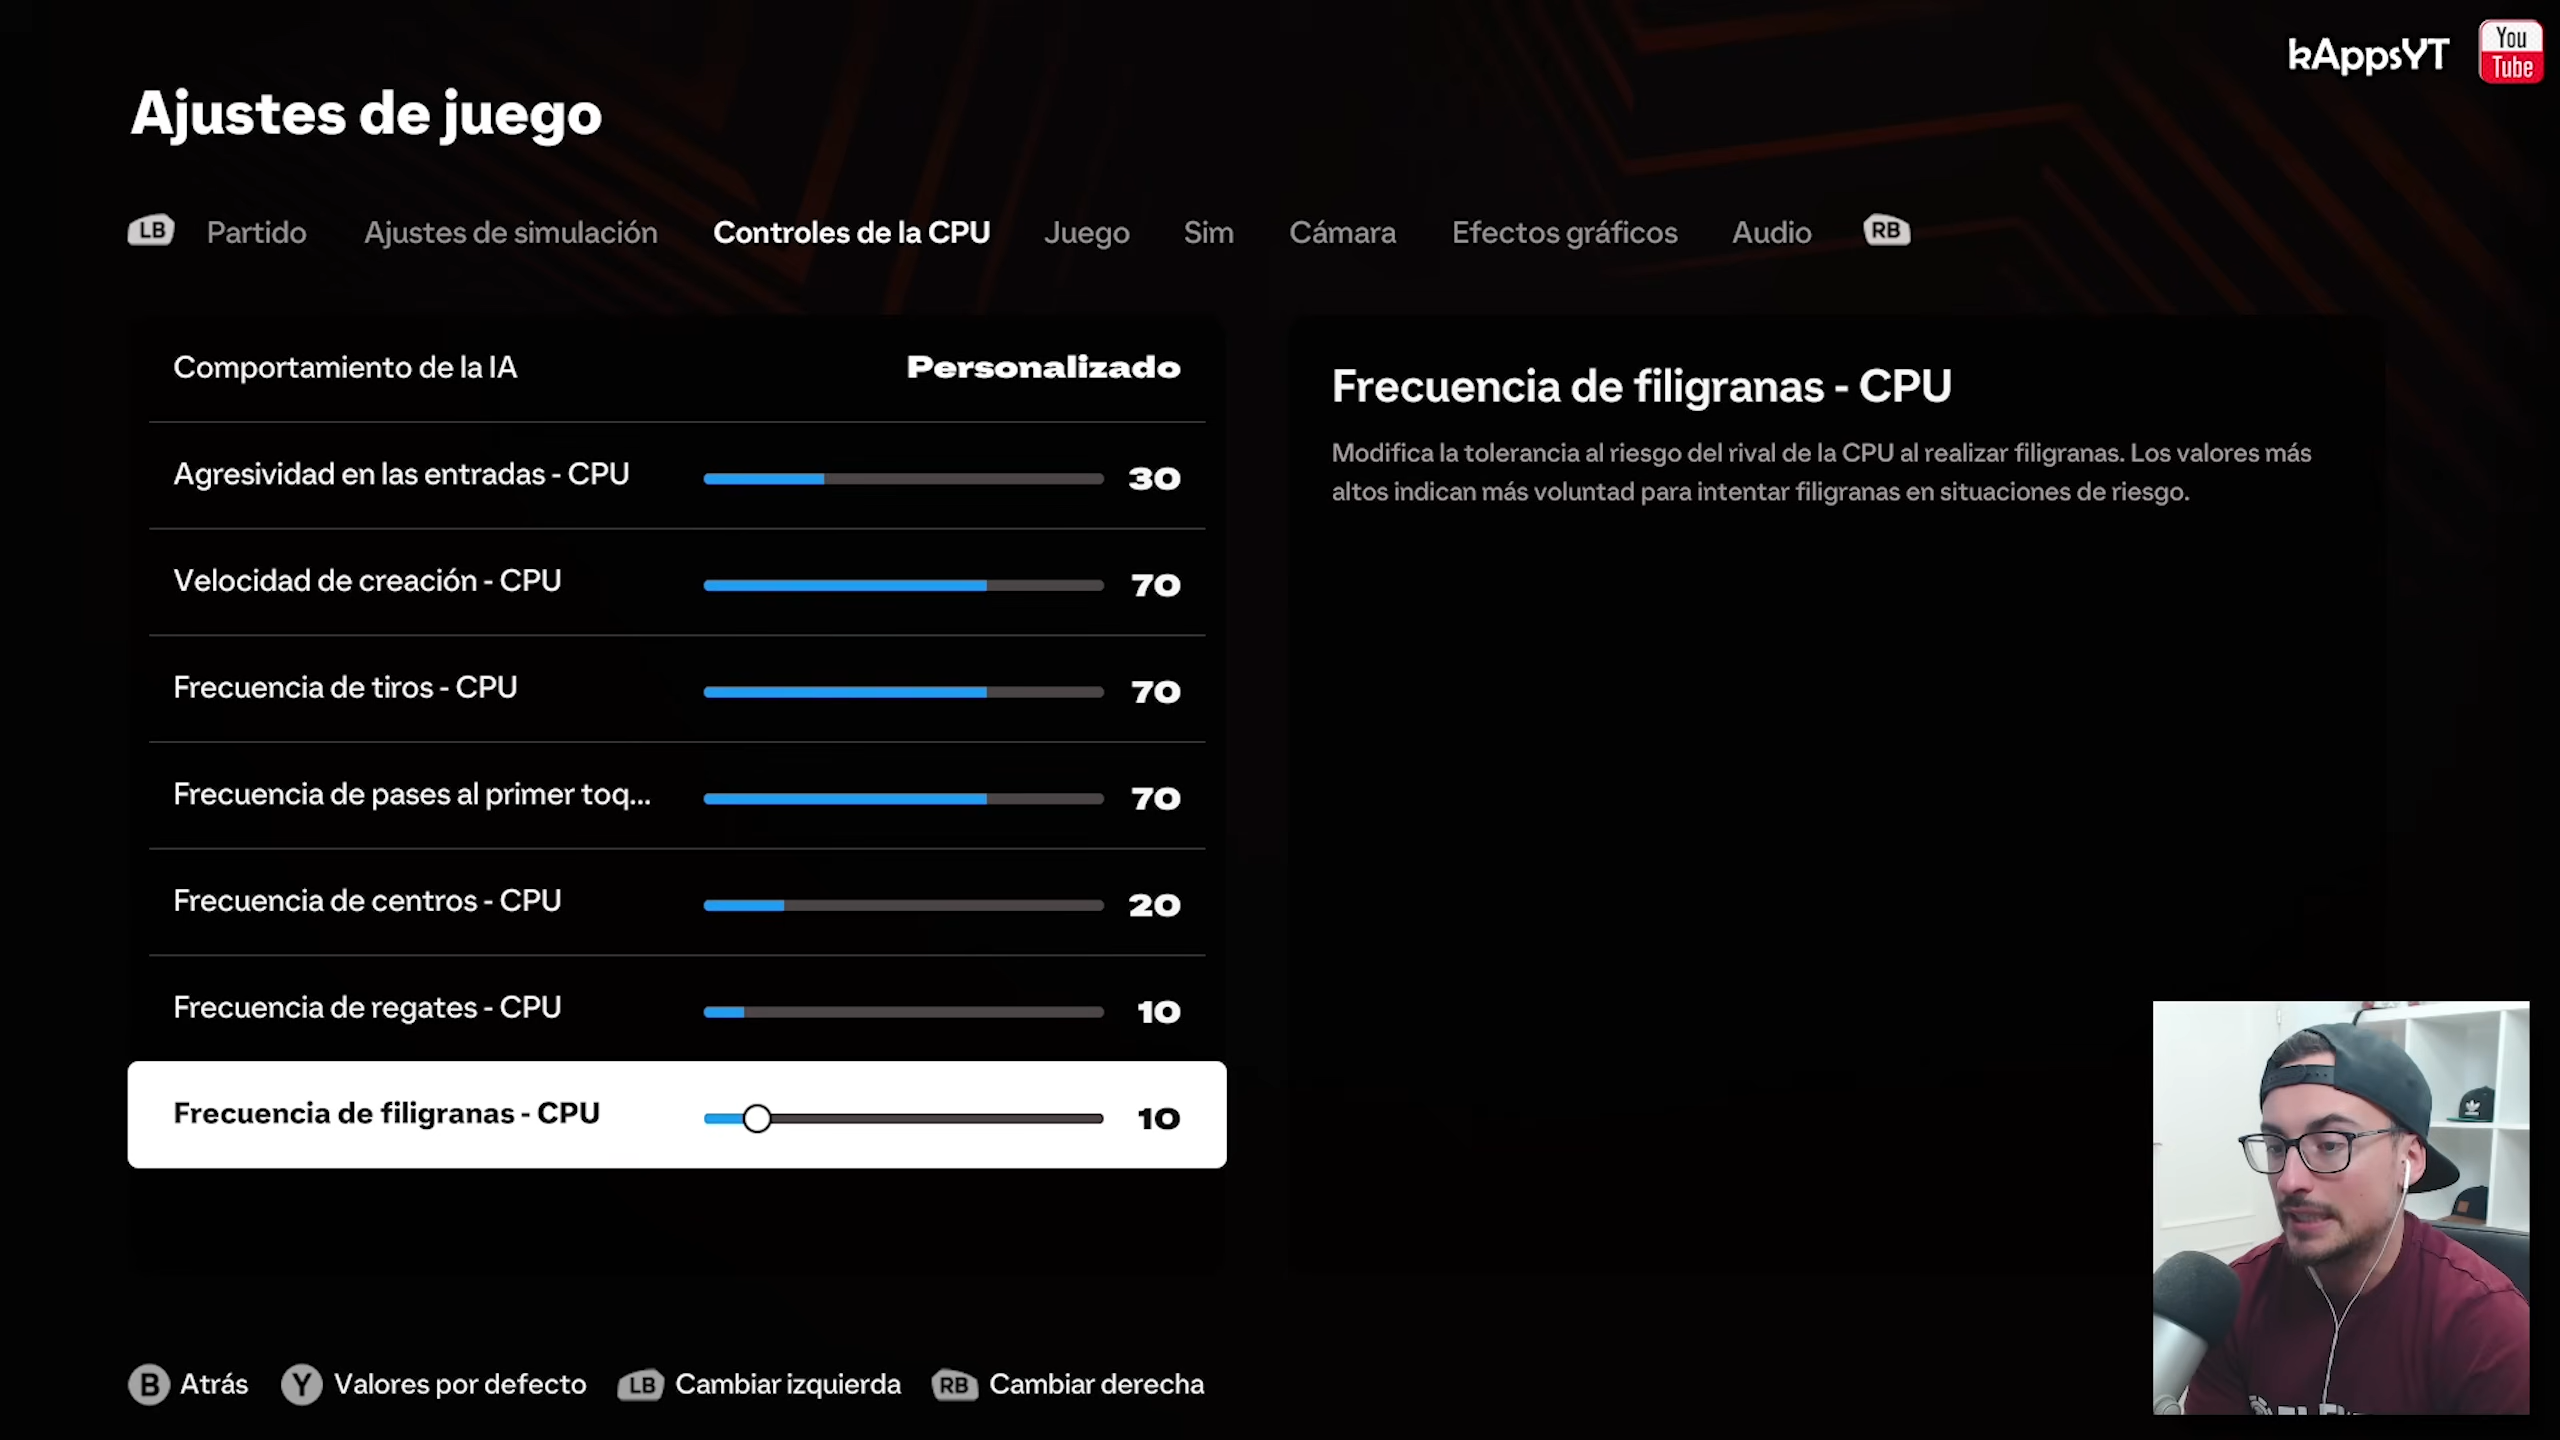 kAppsYT
You
Tube
Ajustes de juego
LB Partido Ajustes de simulación Controles de la CPU Juego Sim Cámara Efectos gráficos Audio RB
Comportamiento de la IA Personalizado
Agresividad en las entradas - CPU 30
Velocidad de creación - CPU 70
Frecuencia de tiros - CPU 70
Frecuencia de pases al primer toq... 70
Frecuencia de centros - CPU 20
Frecuencia de regates - CPU 10
Frecuencia de filigranas - CPU 10
Frecuencia de filigranas - CPU
Modifica la tolerancia al riesgo del rival de la CPU al realizar filigranas. Los valores más
altos indican más voluntad para intentar filigranas en situaciones de riesgo.
B Atrás Y Valores por defecto LB Cambiar izquierda RB Cambiar derecha